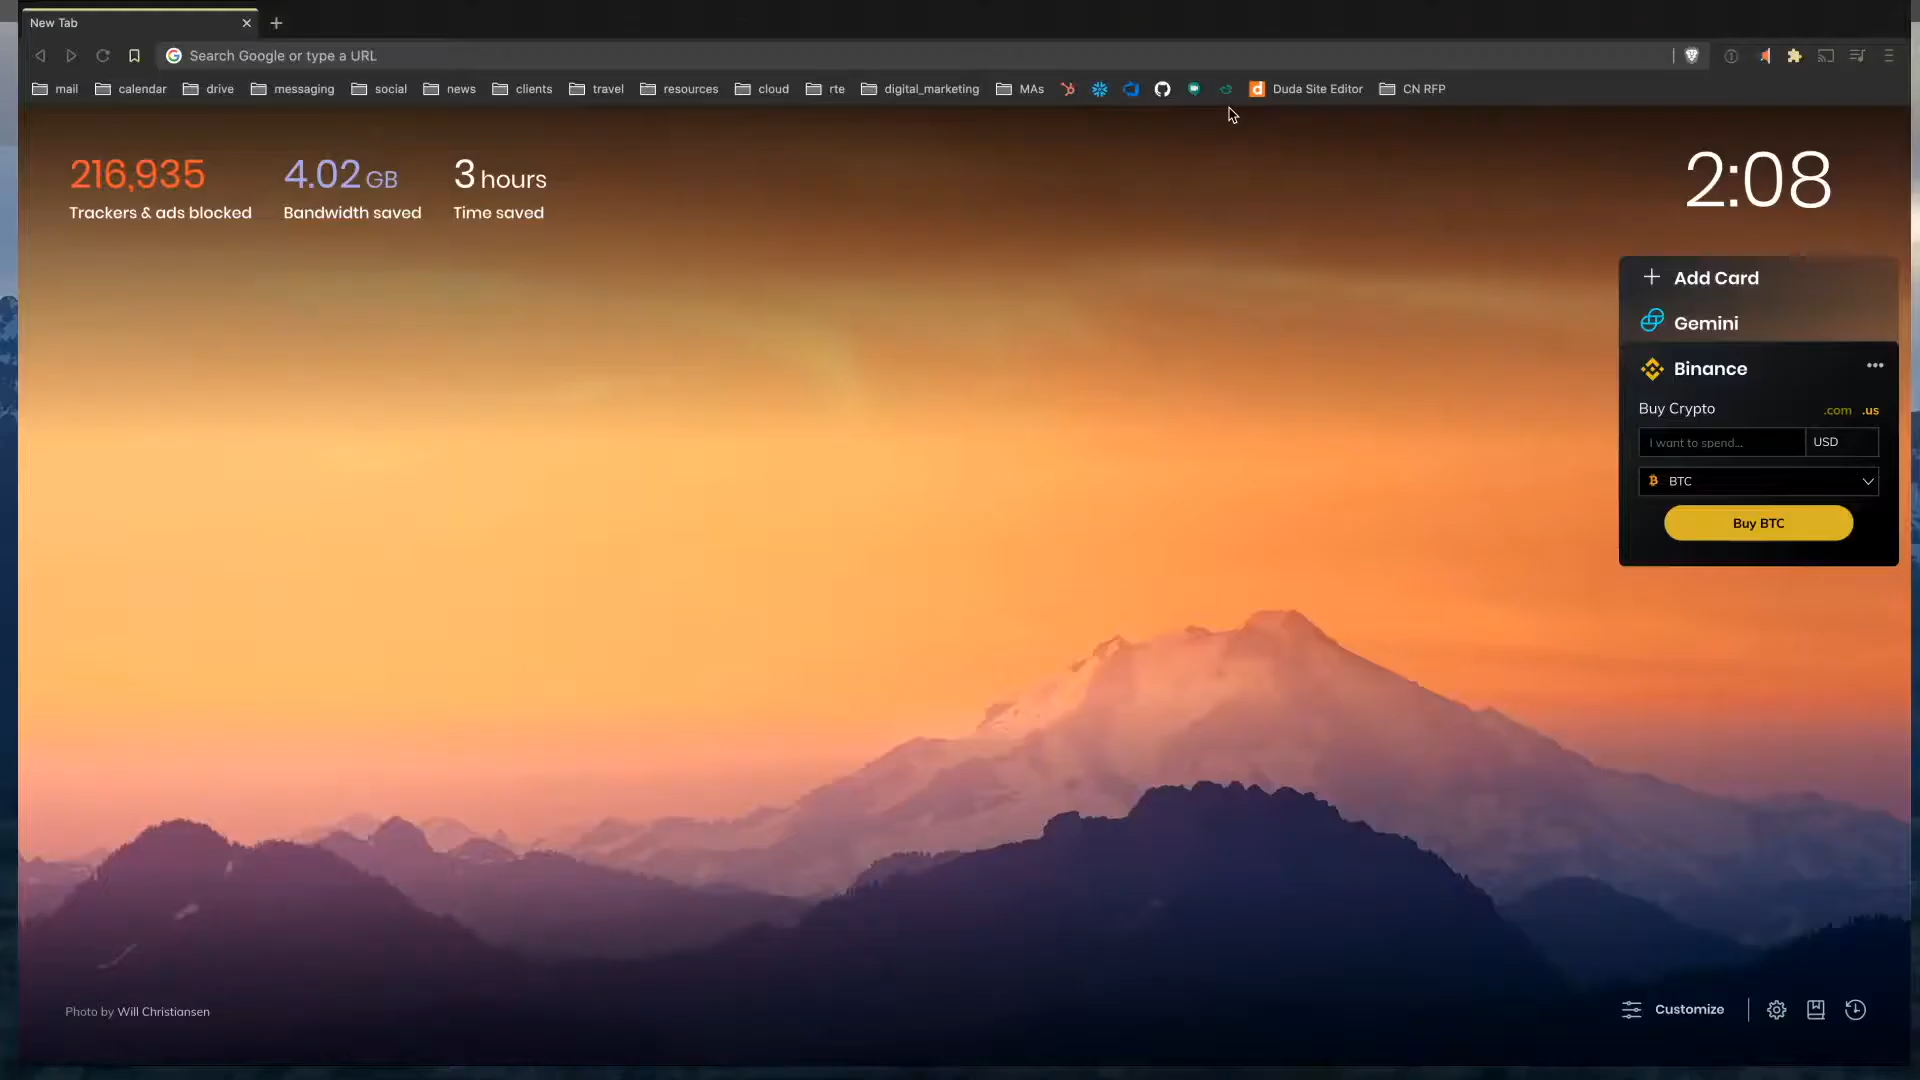 New Tab
Search Google or type a URL
mail calendar drive messaging social news clients travel resources cloud rte digital_marketing MAs Duda Site Editor CN RFP
216,935 4.02 GB 3 hours
Trackers & ads blocked Bandwidth saved Time saved
2:08
Add Card
Gemini
Binance
Buy Crypto .com .us
I want to spend... USD
BTC
Buy BTC
Photo by Will Christiansen
Customize